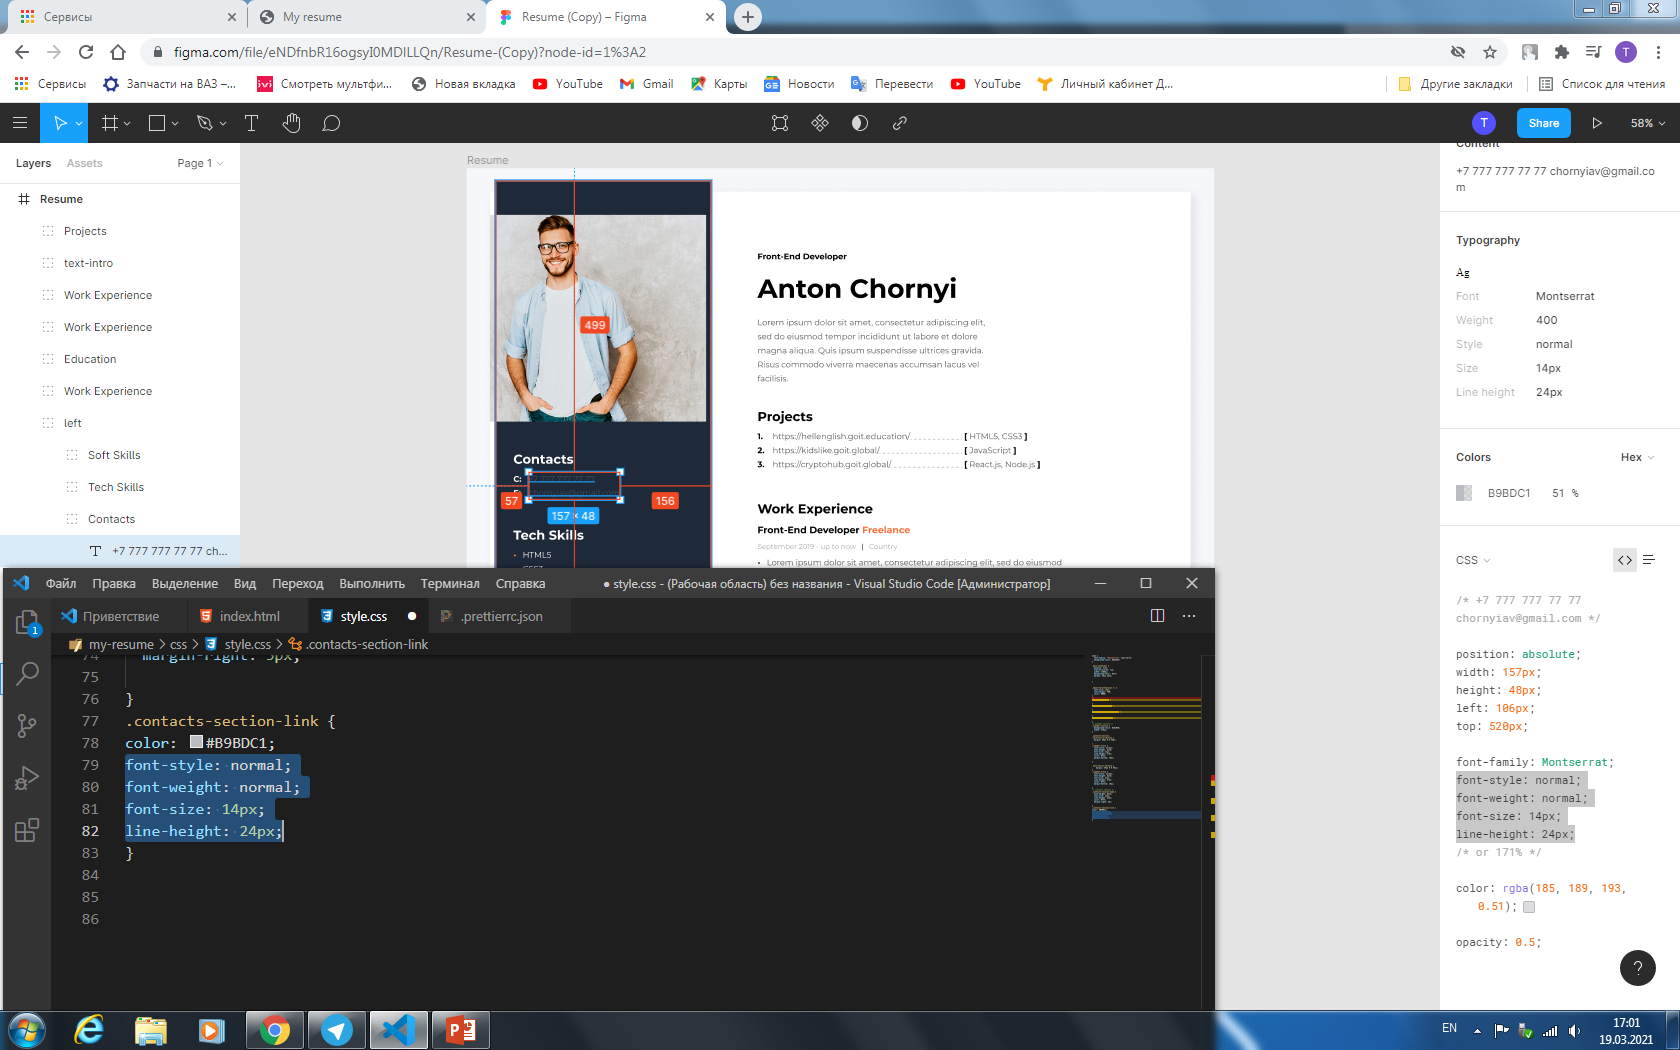 Сервисы
My resume
Resume (Copy) – Figma
figma.com/file/eNDfnbR16ogsyI0MDILLQn/Resume-(Copy)?node-id=1%3A2
T
Сервисы
Запчасти на ВАЗ –...
Смотреть мультфи...
Новая вкладка
YouTube
Gmail
Карты
Новости
Перевести
YouTube
Личный кабинет Д...
Другие закладки
Список для чтения
T
Share
58%
Layers
Assets
Page 1
Resume
Projects
text-intro
Work Experience
Work Experience
Education
Work Experience
left
Soft Skills
Tech Skills
Contacts
+7 777 777 77 77 ch...
Resume
499
Contacts
C:
57
156
157 × 48
Tech Skills
HTML5
Front-End Developer
Anton Chornyi
Lorem ipsum dolor sit amet, consectetur adipiscing elit,
sed do eiusmod tempor incididunt ut labore et dolore
magna aliqua. Quis ipsum suspendisse ultrices gravida.
Risus commodo viverra maecenas accumsan lacus vel
facilisis.
Projects
1. https://hellenglish.goit.education/ [ HTML5, CSS3 ]
2. https://kidslike.goit.global/ [ JavaScript ]
3. https://cryptohub.goit.global/ [ React.js, Node.js ]
Work Experience
Front-End Developer Freelance
September 2019 - up to now | Country
Lorem ipsum dolor sit amet, consectetur adipiscing elit, sed do eiusmod
Content
+7 777 777 77 77 chornyiav@gmail.co
m
Typography
Ag
Font Montserrat
Weight 400
Style normal
Size 14px
Line height 24px
Colors
Hex
B9BDC1 51 %
CSS
/* +7 777 777 77 77
chornyiav@gmail.com */
position: absolute;
width: 157px;
height: 48px;
left: 106px;
top: 520px;
font-family: Montserrat;
font-style: normal;
font-weight: normal;
font-size: 14px;
line-height: 24px;
/* or 171% */
color: rgba(185, 189, 193,
0.51);
opacity: 0.5;
?
Файл
Правка
Выделение
Вид
Переход
Выполнить
Терминал
Справка
● style.css - (Рабочая область) без названия - Visual Studio Code [Администратор]
1
Приветствие
index.html
style.css
.prettierrc.json
my-resume > css > style.css > .contacts-section-link
74 margin-right: 5px;
75
76 }
77 .contacts-section-link {
78 color: #B9BDC1;
79 font-style: normal;
80 font-weight: normal;
81 font-size: 14px;
82 line-height: 24px;
83 }
84
85
86
EN
17:01
19.03.2021